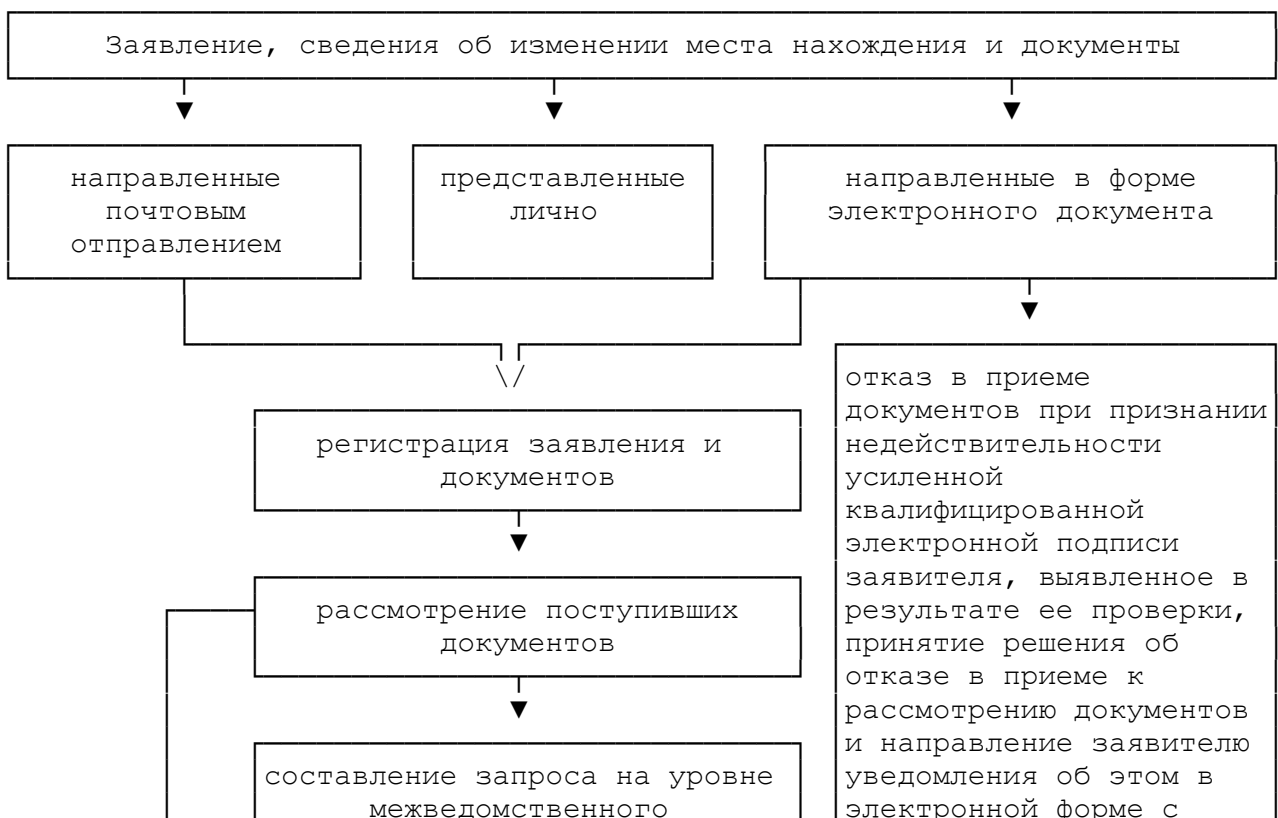 Заявление, сведения об изменении места нахождения и документы
направленные
почтовым
отправлением
представленные
лично
направленные в форме
электронного документа
регистрация заявления и
документов
рассмотрение поступивших
документов
составление запроса на уровне
межведомственного
отказ в приеме
документов при признании
недействительности
усиленной
квалифицированной
электронной подписи
заявителя, выявленное в
результате ее проверки,
принятие решения об
отказе в приеме к
рассмотрению документов
и направление заявителю
уведомления об этом в
электронной форме с